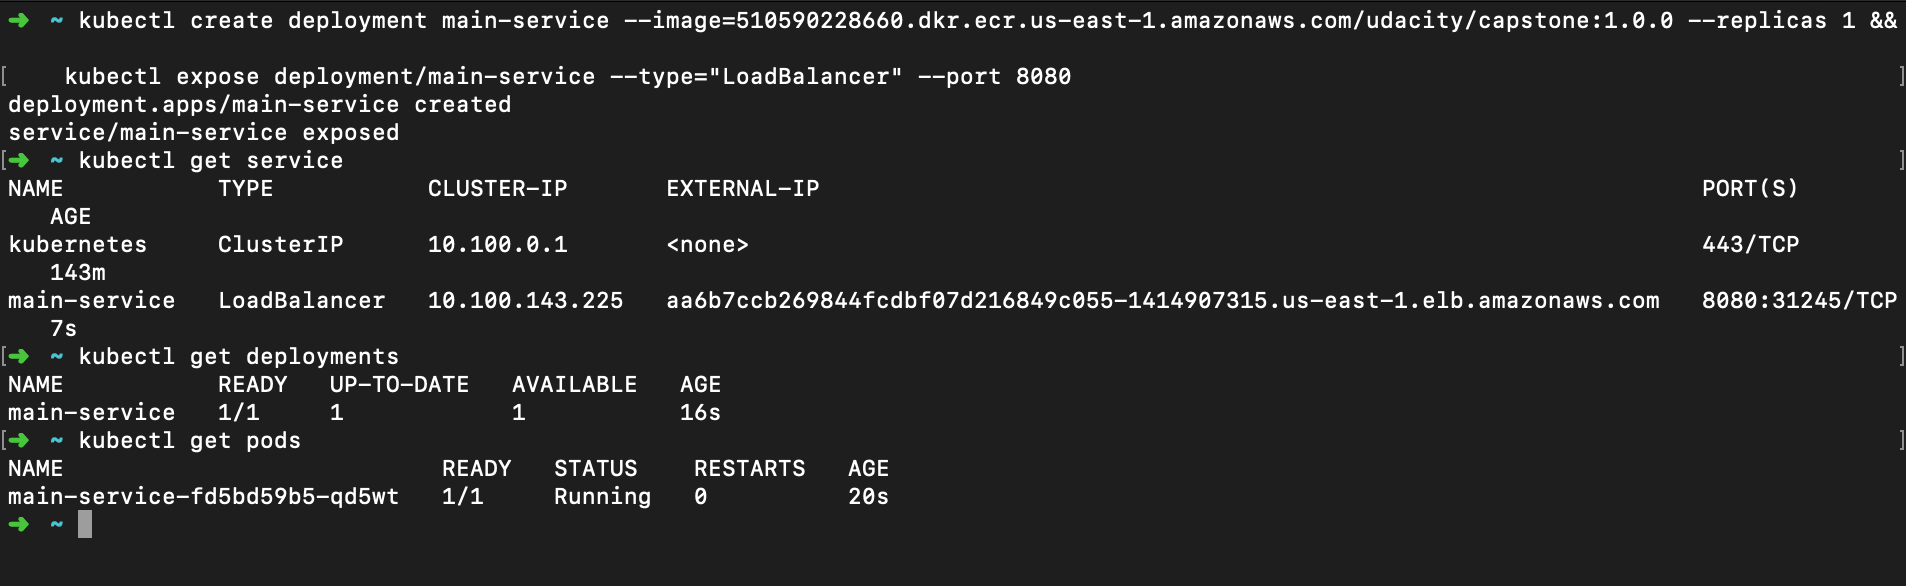 ➜  ~ kubectl create deployment main-service --image=510590228660.dkr.ecr.us-east-1.amazonaws.com/udacity/capstone:1.0.0 --replicas 1 &&
[    kubectl expose deployment/main-service --type="LoadBalancer" --port 8080 ]
deployment.apps/main-service created
service/main-service exposed
[➜  ~ kubectl get service ]
NAME           TYPE           CLUSTER-IP       EXTERNAL-IP                                                               PORT(S)
   AGE
kubernetes     ClusterIP      10.100.0.1       <none>                                                                    443/TCP
   143m
main-service   LoadBalancer   10.100.143.225   aa6b7ccb269844fcdbf07d216849c055-1414907315.us-east-1.elb.amazonaws.com   8080:31245/TCP
   7s
[➜  ~ kubectl get deployments ]
NAME           READY   UP-TO-DATE   AVAILABLE   AGE
main-service   1/1     1            1           16s
[➜  ~ kubectl get pods ]
NAME                           READY   STATUS    RESTARTS   AGE
main-service-fd5bd59b5-qd5wt   1/1     Running   0          20s
➜  ~